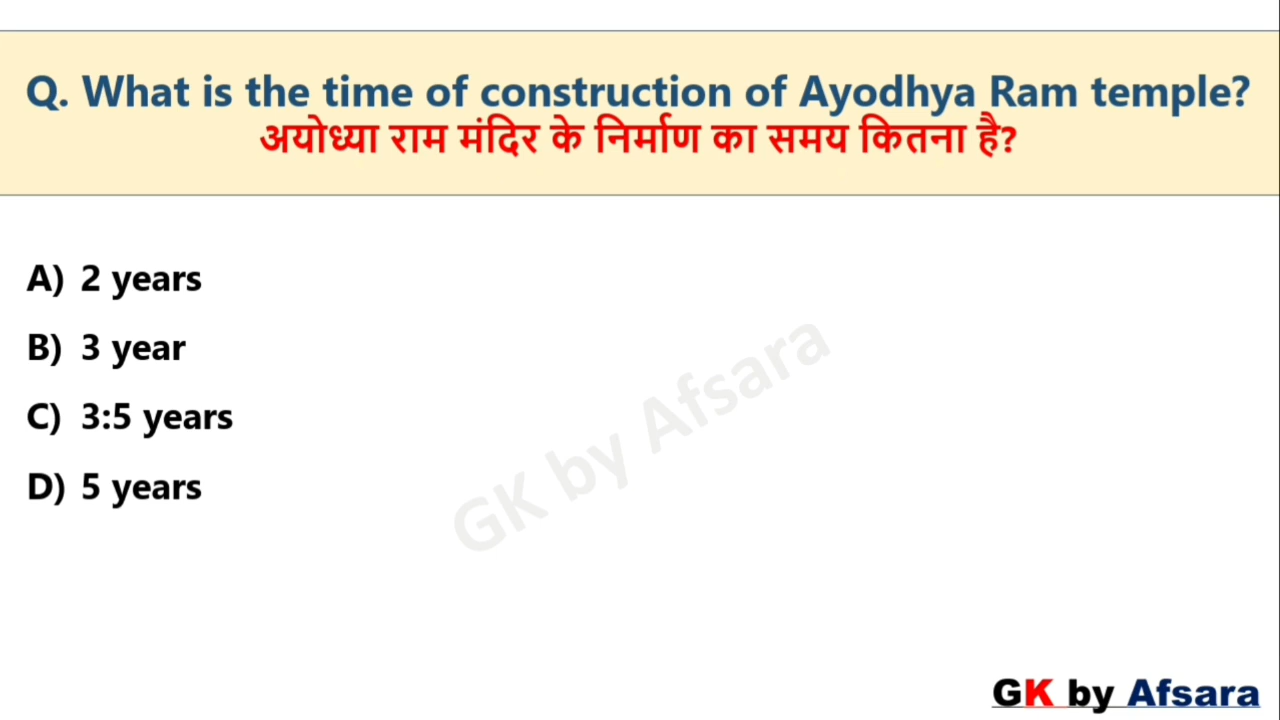 Q. What is the time of construction of Ayodhya Ram temple?
अयोध्या राम मंदिर के निर्माण का समय कितना है?
A) 2 years
B) 3 year
C) 3:5 years
D) 5 years
GK by Afsara
GK by Afsara